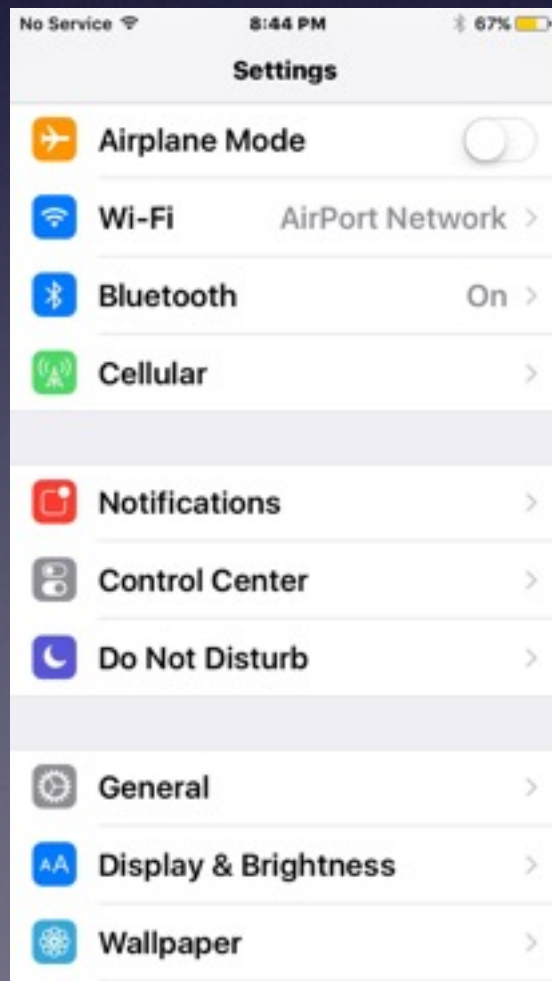 No Service 8:44 PM 67%
Settings
Airplane Mode
Wi-Fi AirPort Network
Bluetooth On
Cellular
Notifications
Control Center
Do Not Disturb
General
AA Display & Brightness
Wallpaper